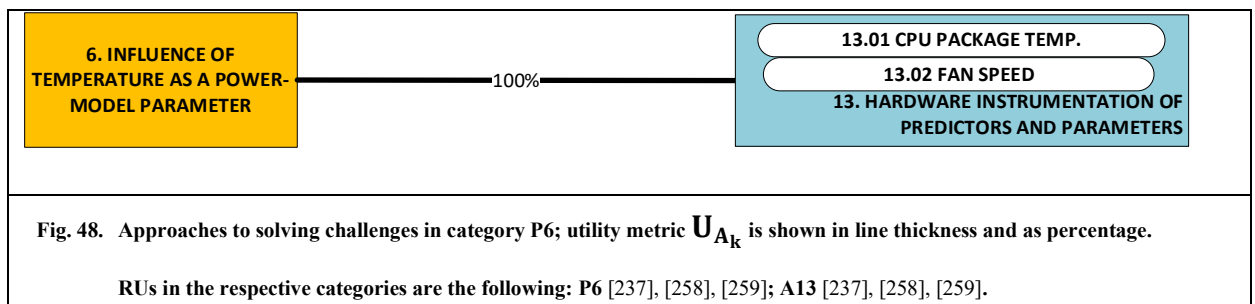 6. INFLUENCE OF
TEMPERATURE AS A POWER-
MODEL PARAMETER
100%
13.01 CPU PACKAGE TEMP.
13.02 FAN SPEED
13. HARDWARE INSTRUMENTATION OF
PREDICTORS AND PARAMETERS
Fig. 48. Approaches to solving challenges in category P6; utility metric U_{A_k} is shown in line thickness and as percentage.
RUs in the respective categories are the following: P6 [237], [258], [259]; A13 [237], [258], [259].